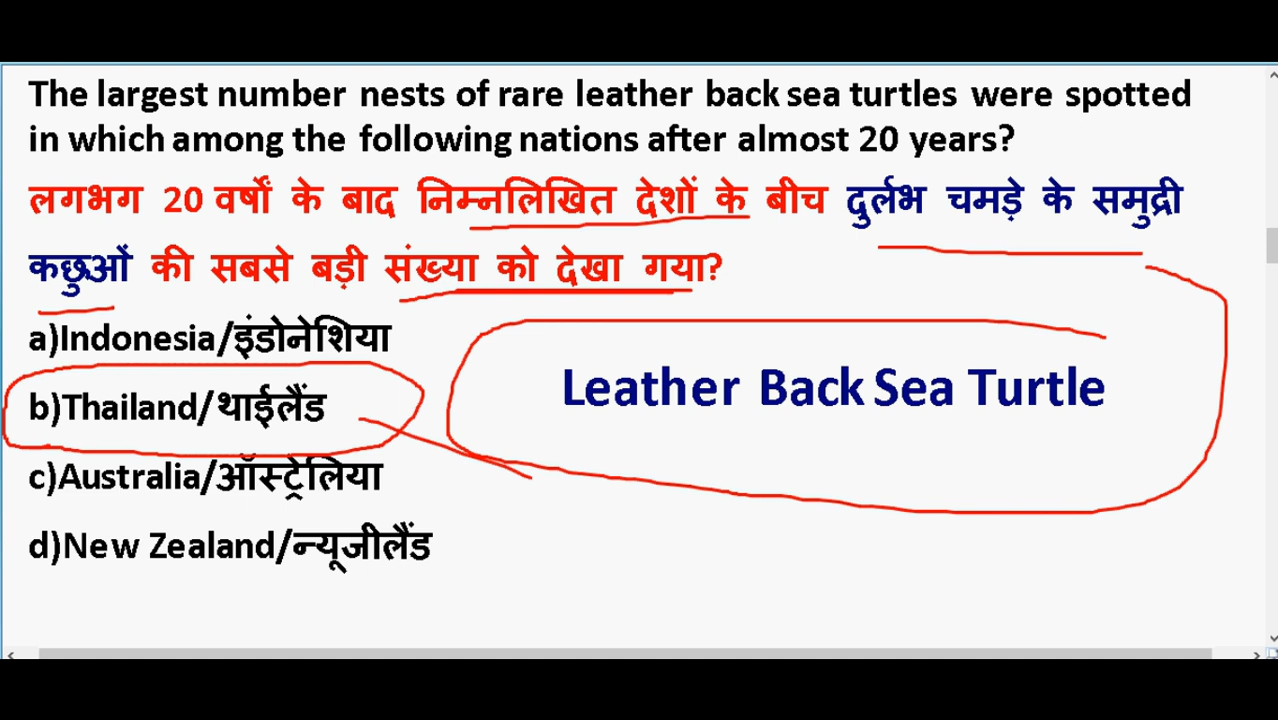 The largest number nests of rare leather back sea turtles were spotted
in which among the following nations after almost 20 years?
लगभग 20 वर्षों के बाद निम्नलिखित देशों के बीच दुर्लभ चमड़े के समुद्री
कछुओं की सबसे बड़ी संख्या को देखा गया?
a)Indonesia/इंडोनेशिया
b)Thailand/थाईलैंड
Leather Back Sea Turtle
c)Australia/ऑस्ट्रेलिया
d)New Zealand/न्यूजीलैंड